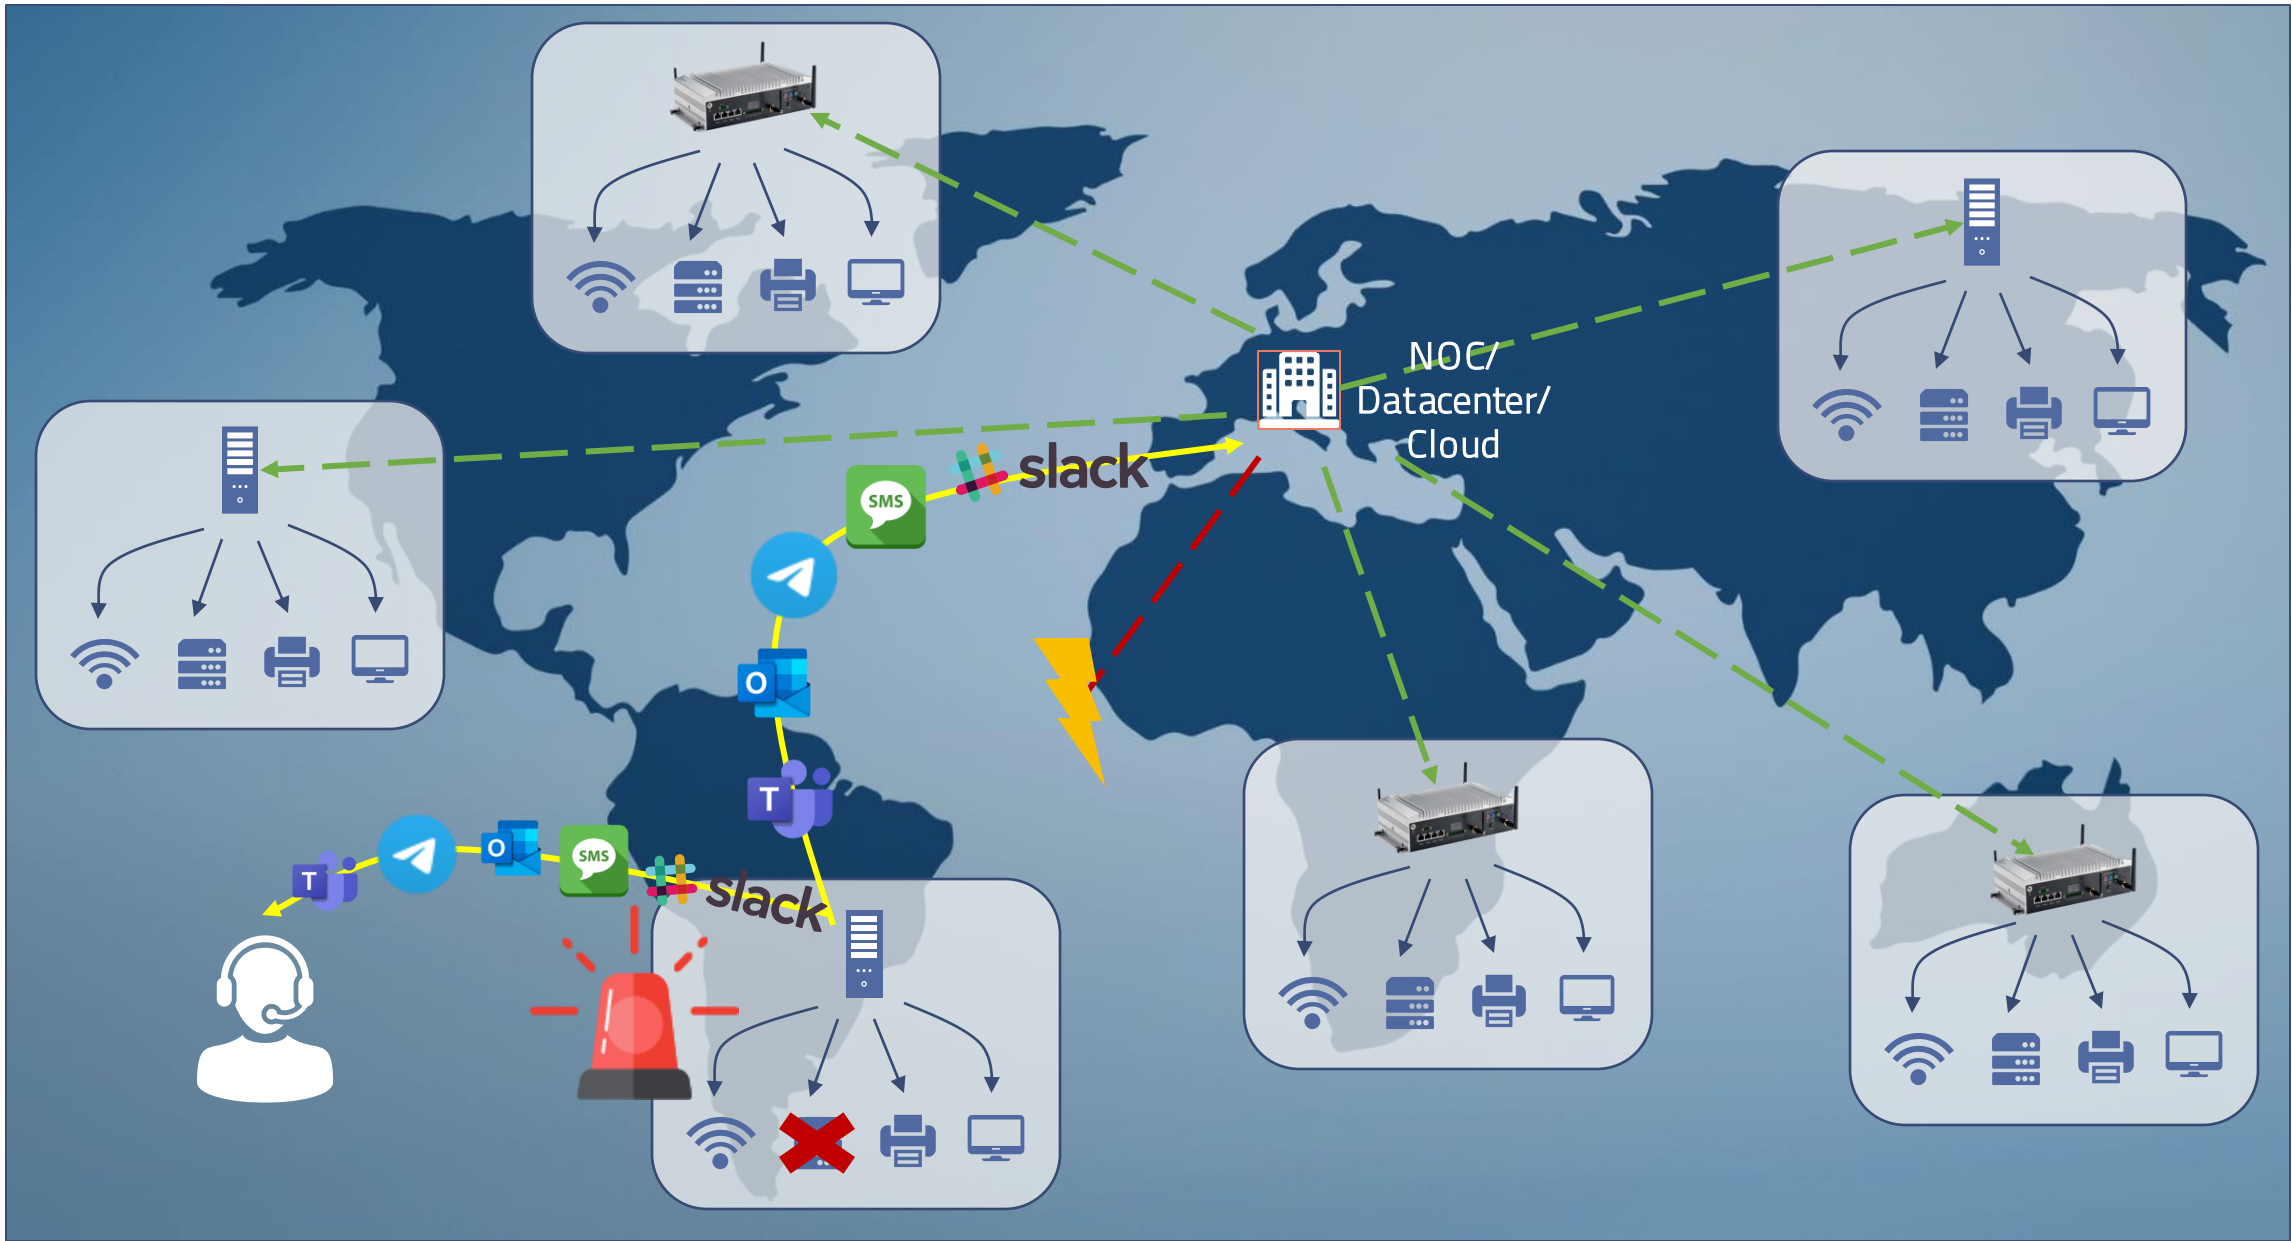 NOC/
Datacenter/
Cloud
slack
SMS
O
T
T
O
SMS
slack